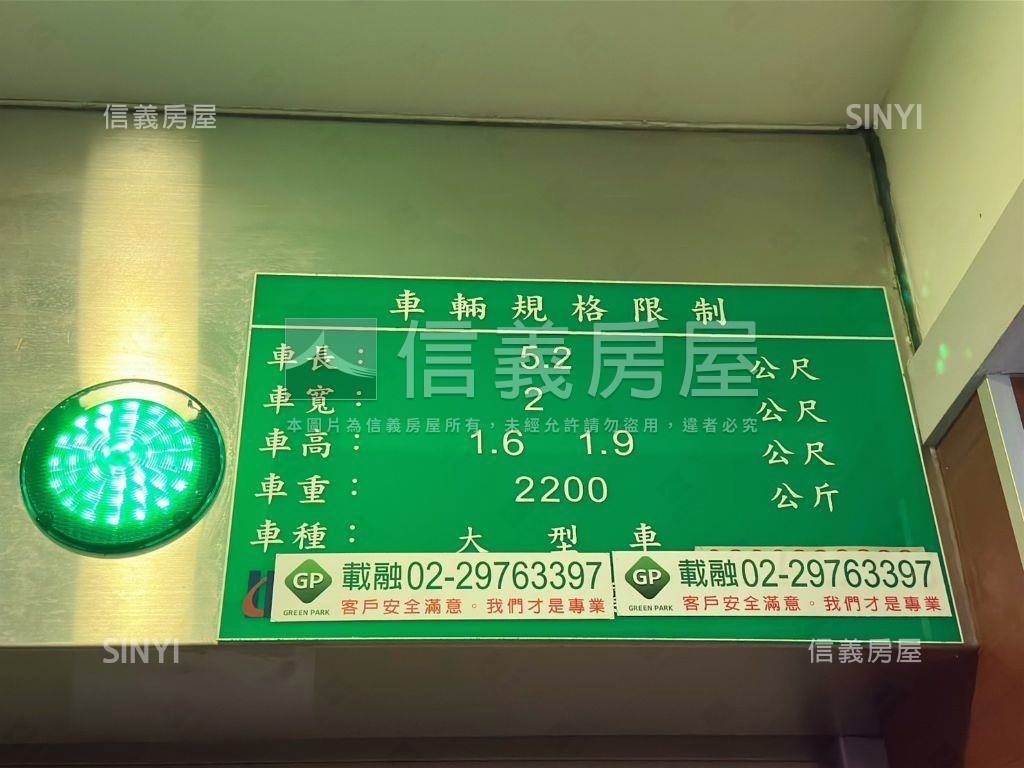 信義房屋
SINYI
車輛規格限制
信義房屋
車長： 5.2 公尺
車寬： 2 公尺
本圖片為信義房屋所有，未經允許請勿盜用，違者必究
車高： 1.6 1.9 公尺
車重： 2200 公斤
車種： 大型車
GP 載融02-29763397
GREEN PARK 客戶安全滿意。我們才是專業
GP 載融02-29763397
GREEN PARK 客戶安全滿意。我們才是專業
SINYI
信義房屋